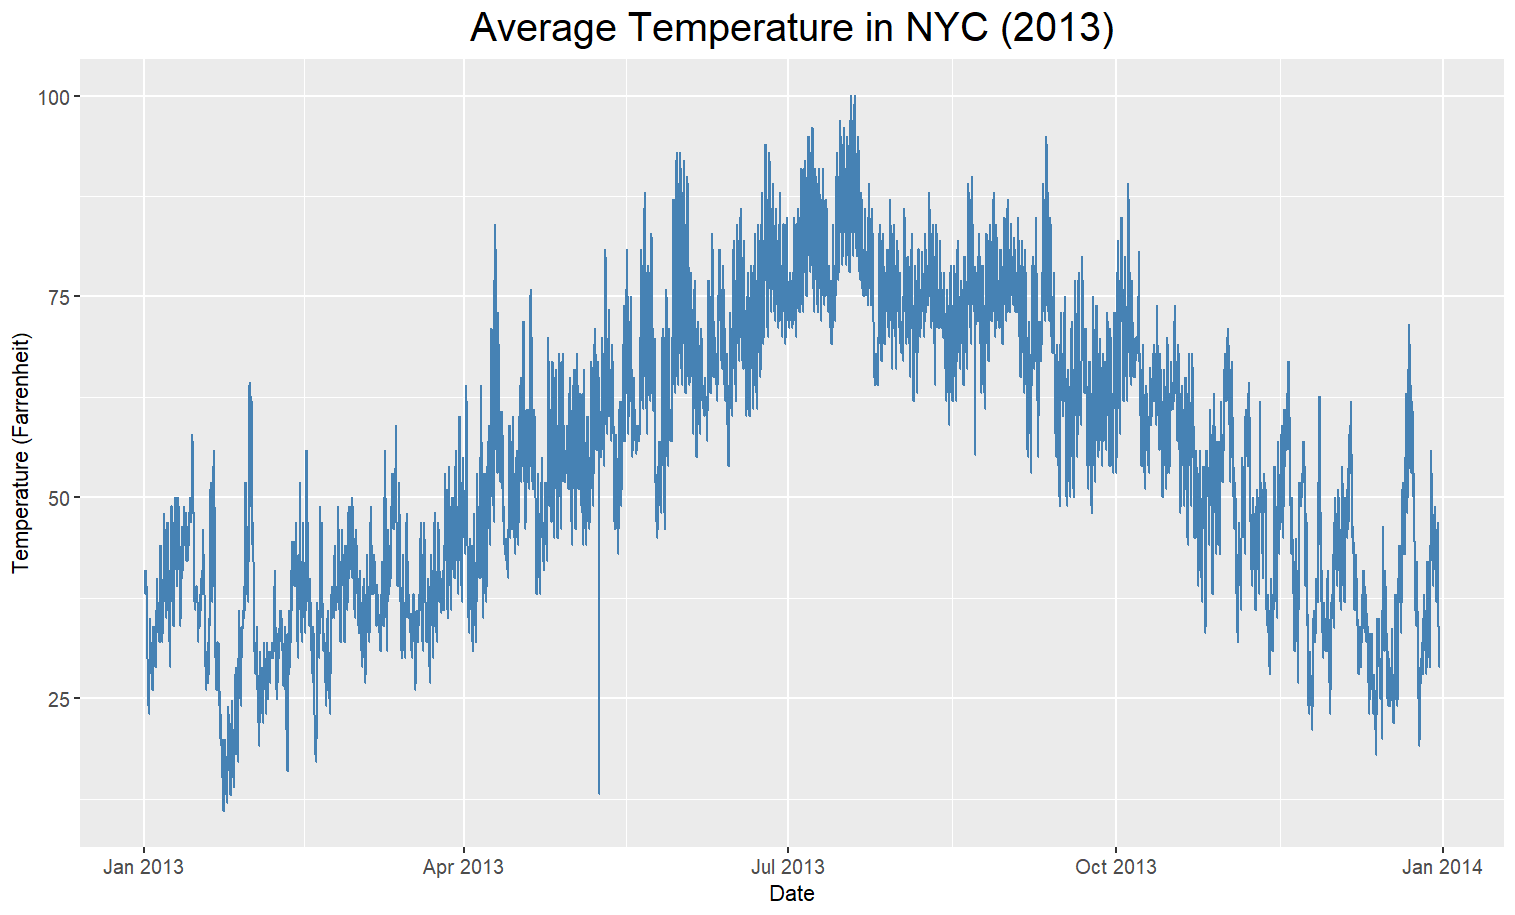 Average Temperature in NYC (2013)
Temperature (Farrenheit)
100
75
50
25
Jan 2013 Apr 2013 Jul 2013 Oct 2013 Jan 2014
Date